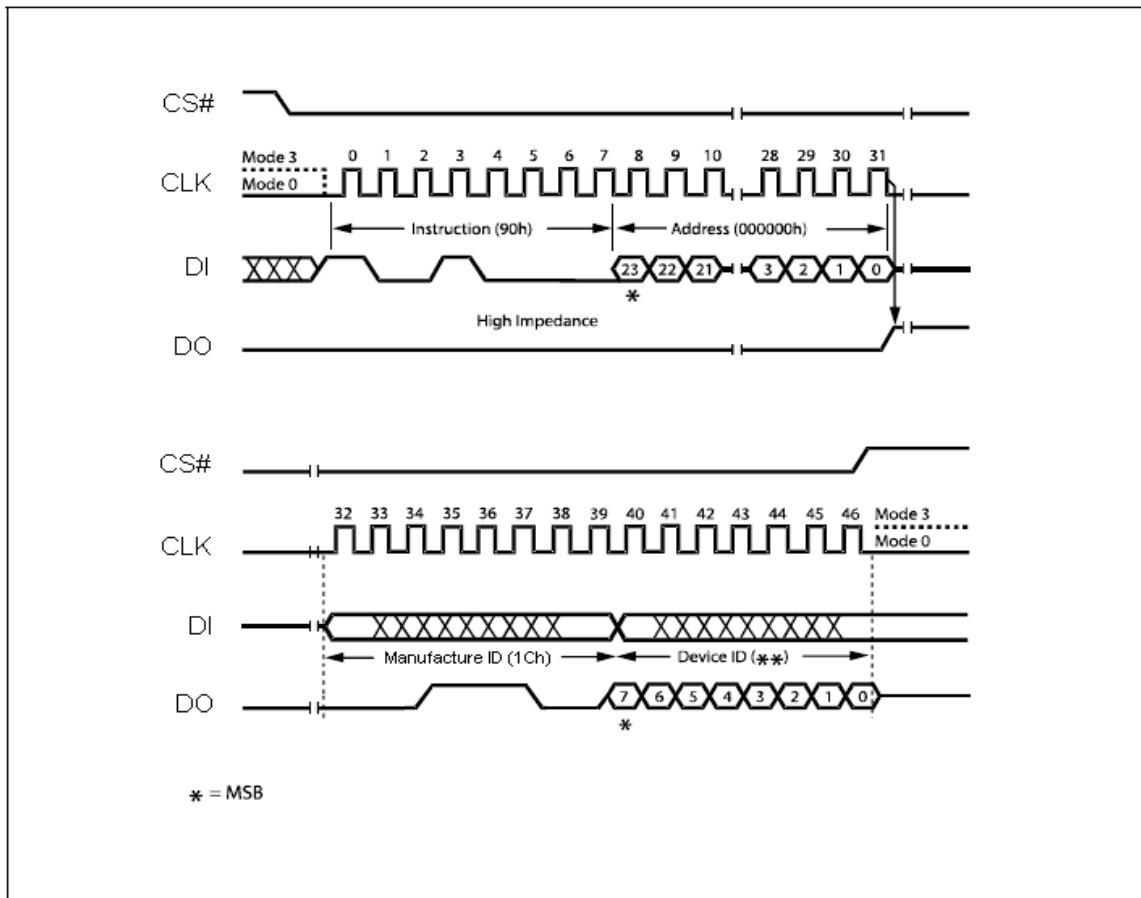 CS#
Mode 3 0 1 2 3 4 5 6 7 8 9 10 28 29 30 31
CLK
Mode 0
Instruction (90h) Address (000000h)
DI 23 22 21 3 2 1 0
*
High Impedance
DO
CS#
32 33 34 35 36 37 38 39 40 41 42 43 44 45 46 Mode 3
CLK Mode 0
DI
Manufacture ID (1Ch) Device ID (**)
DO 7 6 5 4 3 2 1 0
*
* = MSB